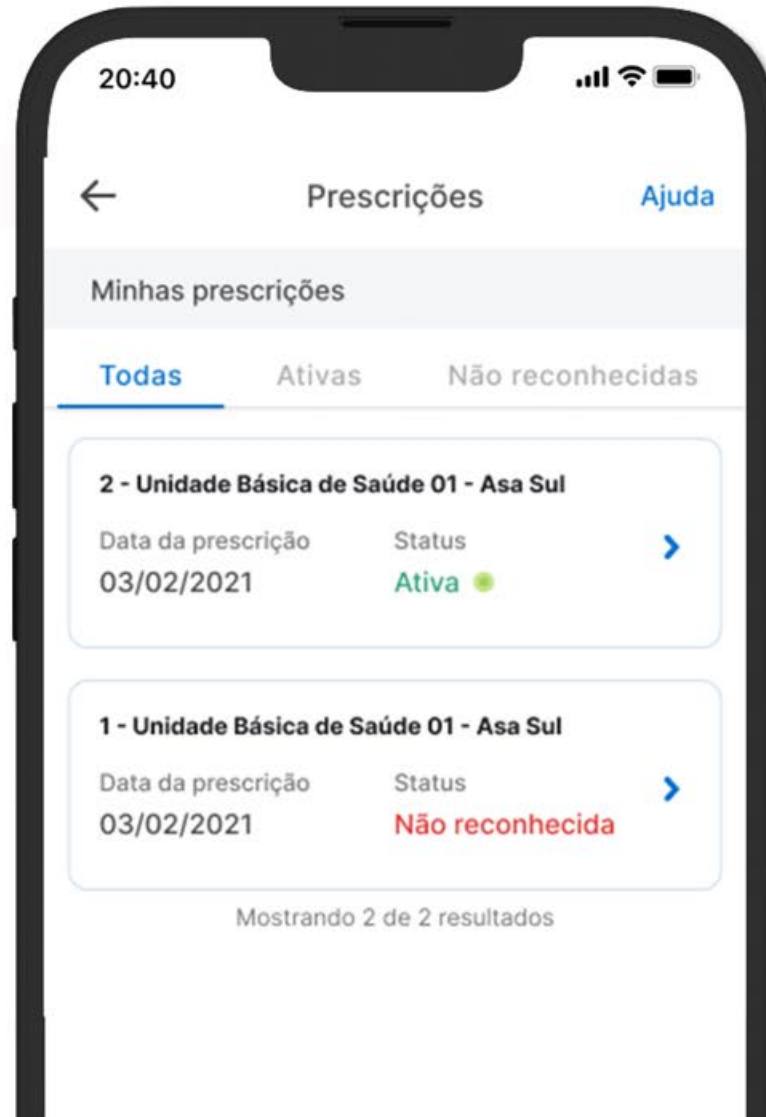 20:40
Prescrições Ajuda
Minhas prescrições
Todas Ativas Não reconhecidas
2 - Unidade Básica de Saúde 01 - Asa Sul
Data da prescrição Status
03/02/2021 Ativa
1 - Unidade Básica de Saúde 01 - Asa Sul
Data da prescrição Status
03/02/2021 Não reconhecida
Mostrando 2 de 2 resultados